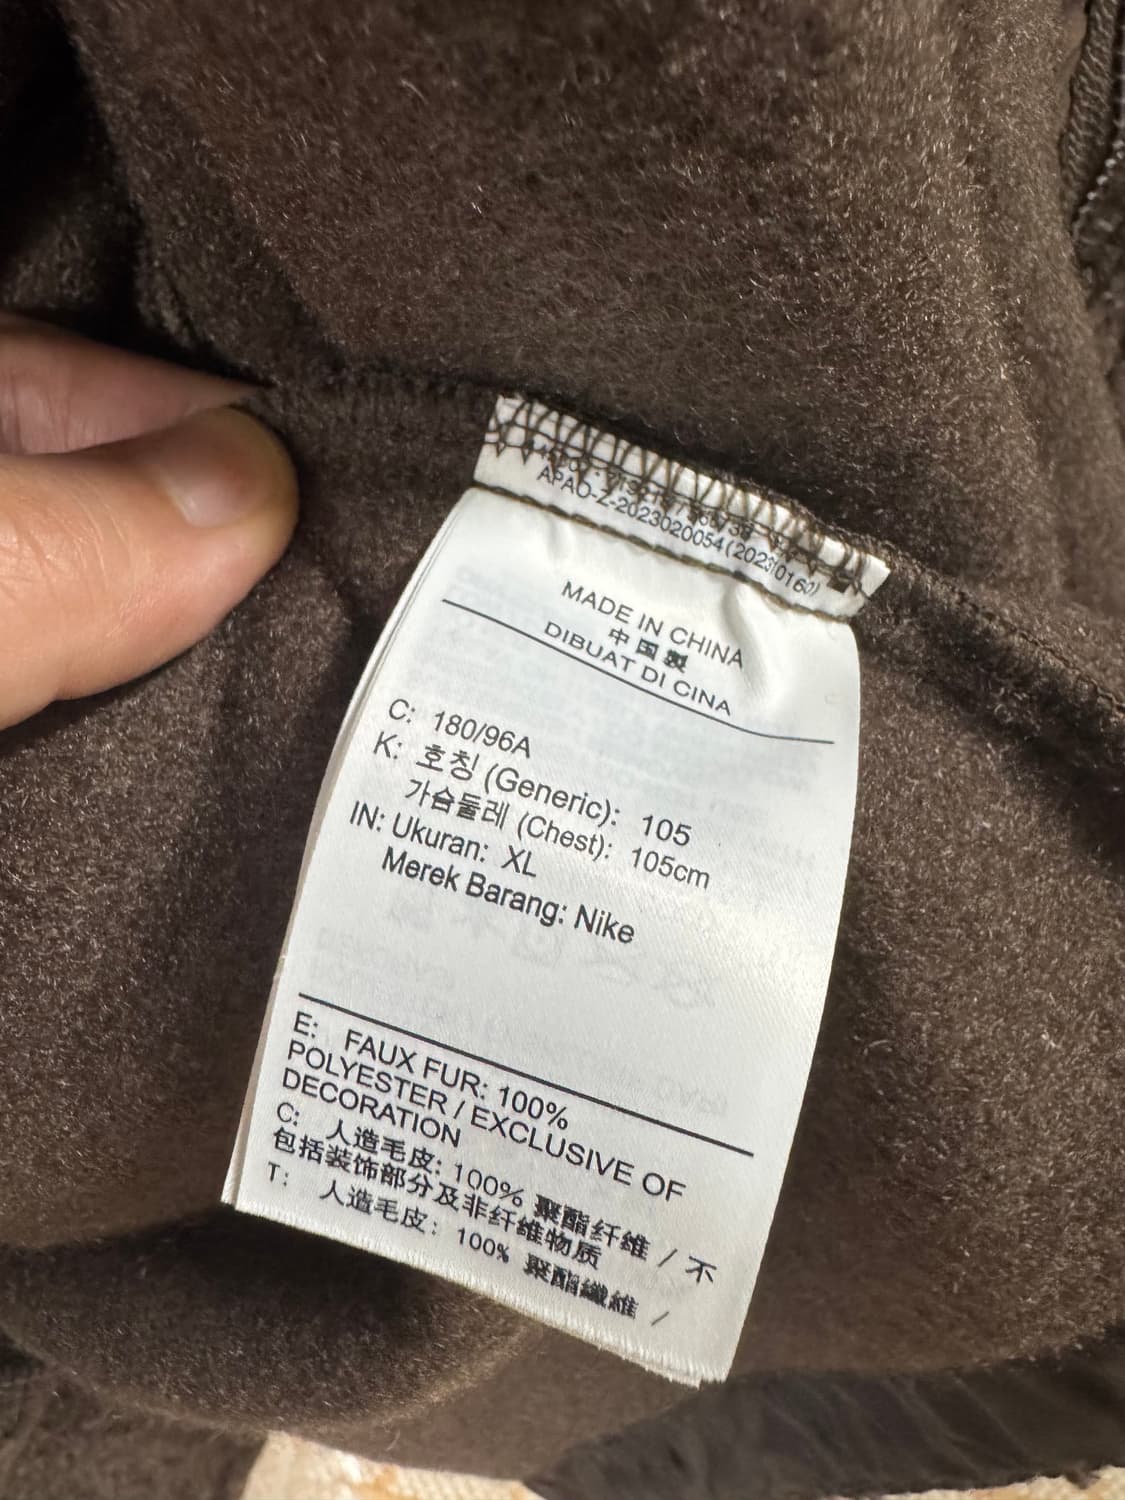 APAO-Z-2023020054(20230160)
MADE IN CHINA
中国製
DIBUAT DI CINA
C: 180/96A
K: 호칭 (Generic): 105
가슴둘레 (Chest): 105cm
IN: Ukuran: XL
Merek Barang: Nike
E: FAUX FUR: 100%
POLYESTER / EXCLUSIVE OF
DECORATION
C: 人造毛皮: 100% 聚酯纤维 / 不
包括装饰部分及非纤维物质
T: 人造毛皮: 100% 聚酯纖維 /